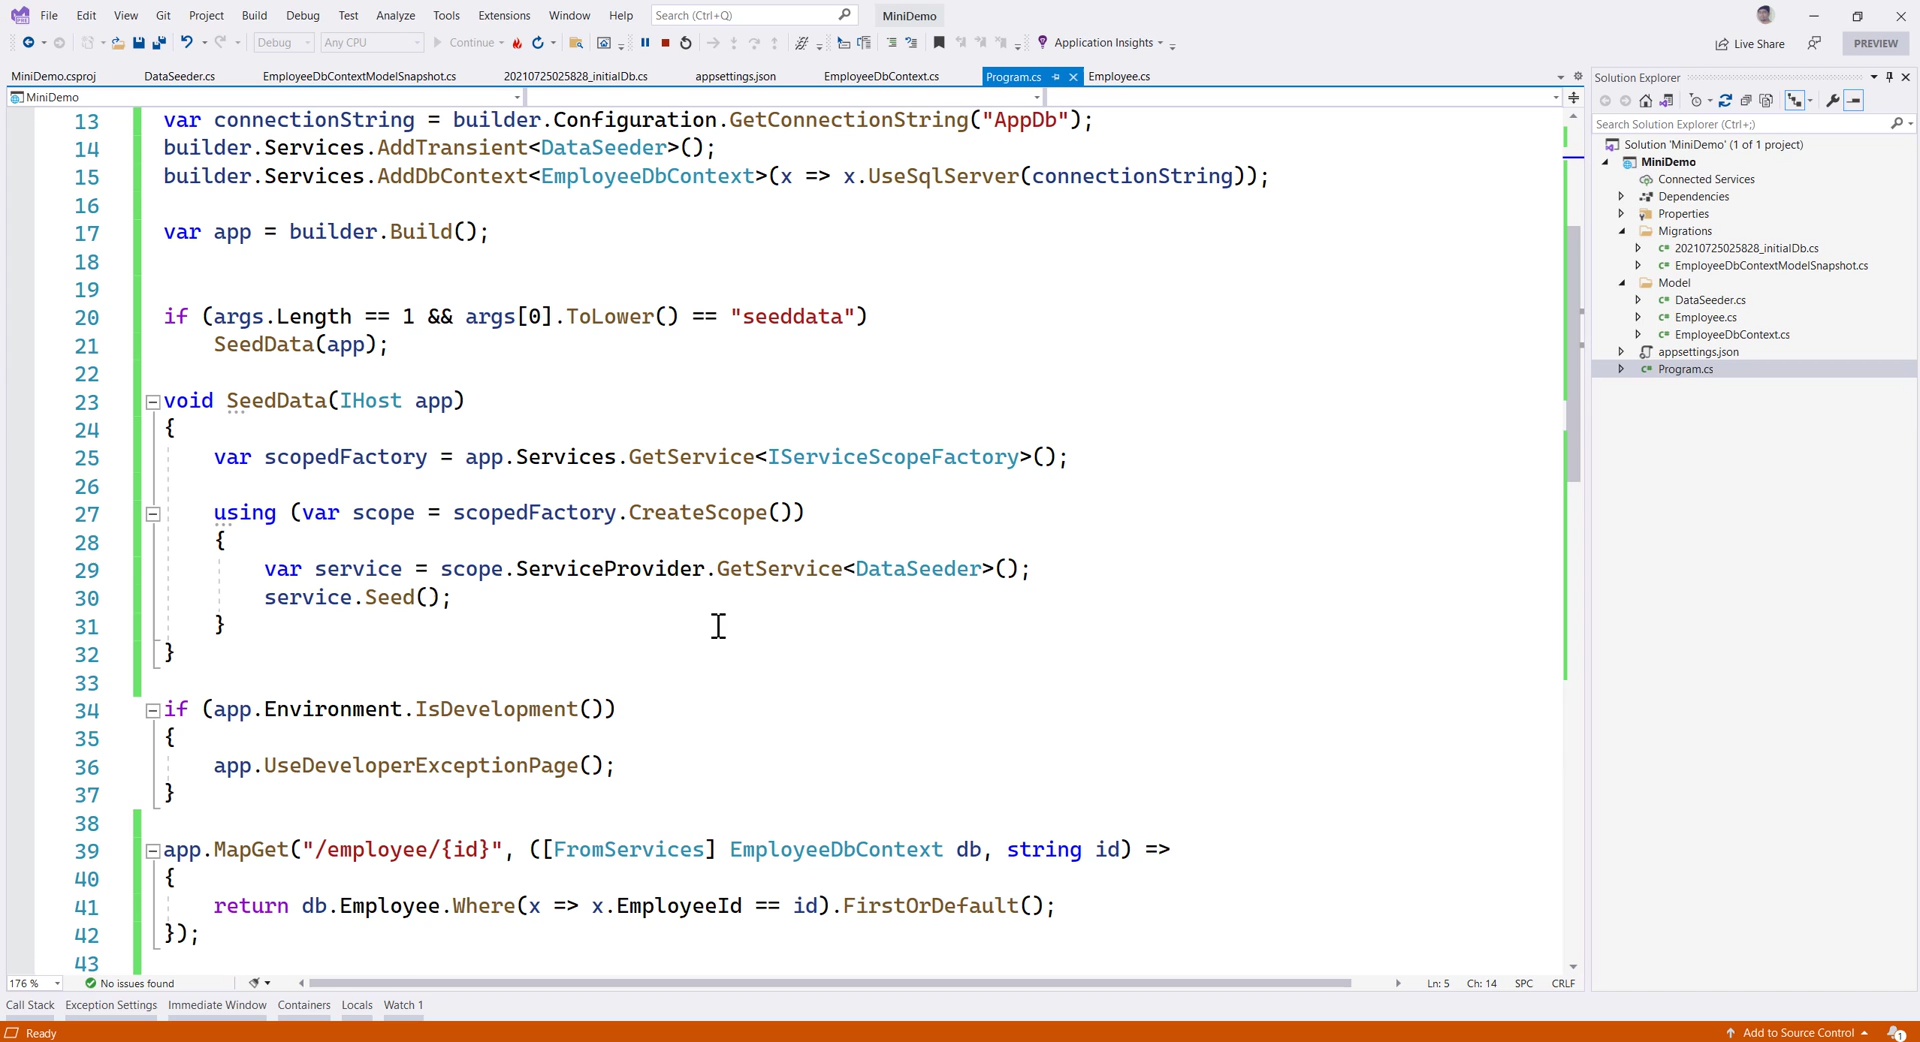 File Edit View Git Project Build Debug Test Analyze Tools Extensions Window Help Search (Ctrl+Q) MiniDemo
Debug Any CPU Continue Application Insights Live Share PREVIEW
MiniDemo.csproj DataSeeder.cs EmployeeDbContextModelSnapshot.cs 20210725025828_initialDb.cs appsettings.json EmployeeDbContext.cs Program.cs Employee.cs
MiniDemo
13 var connectionString = builder.Configuration.GetConnectionString("AppDb");
14 builder.Services.AddTransient<DataSeeder>();
15 builder.Services.AddDbContext<EmployeeDbContext>(x => x.UseSqlServer(connectionString));
16
17 var app = builder.Build();
18
19
20 if (args.Length == 1 && args[0].ToLower() == "seeddata")
21 SeedData(app);
22
23 void SeedData(IHost app)
24 {
25 var scopedFactory = app.Services.GetService<IServiceScopeFactory>();
26
27 using (var scope = scopedFactory.CreateScope())
28 {
29 var service = scope.ServiceProvider.GetService<DataSeeder>();
30 service.Seed();
31 }
32 }
33
34 if (app.Environment.IsDevelopment())
35 {
36 app.UseDeveloperExceptionPage();
37 }
38
39 app.MapGet("/employee/{id}", ([FromServices] EmployeeDbContext db, string id) =>
40 {
41 return db.Employee.Where(x => x.EmployeeId == id).FirstOrDefault();
42 });
43
176 % No issues found Ln: 5 Ch: 14 SPC CRLF
Call Stack Exception Settings Immediate Window Containers Locals Watch 1
Ready Add to Source Control 1
Solution Explorer
Search Solution Explorer (Ctrl+;)
Solution 'MiniDemo' (1 of 1 project)
MiniDemo
Connected Services
Dependencies
Properties
Migrations
C# 20210725025828_initialDb.cs
C# EmployeeDbContextModelSnapshot.cs
Model
C# DataSeeder.cs
C# Employee.cs
C# EmployeeDbContext.cs
appsettings.json
C# Program.cs